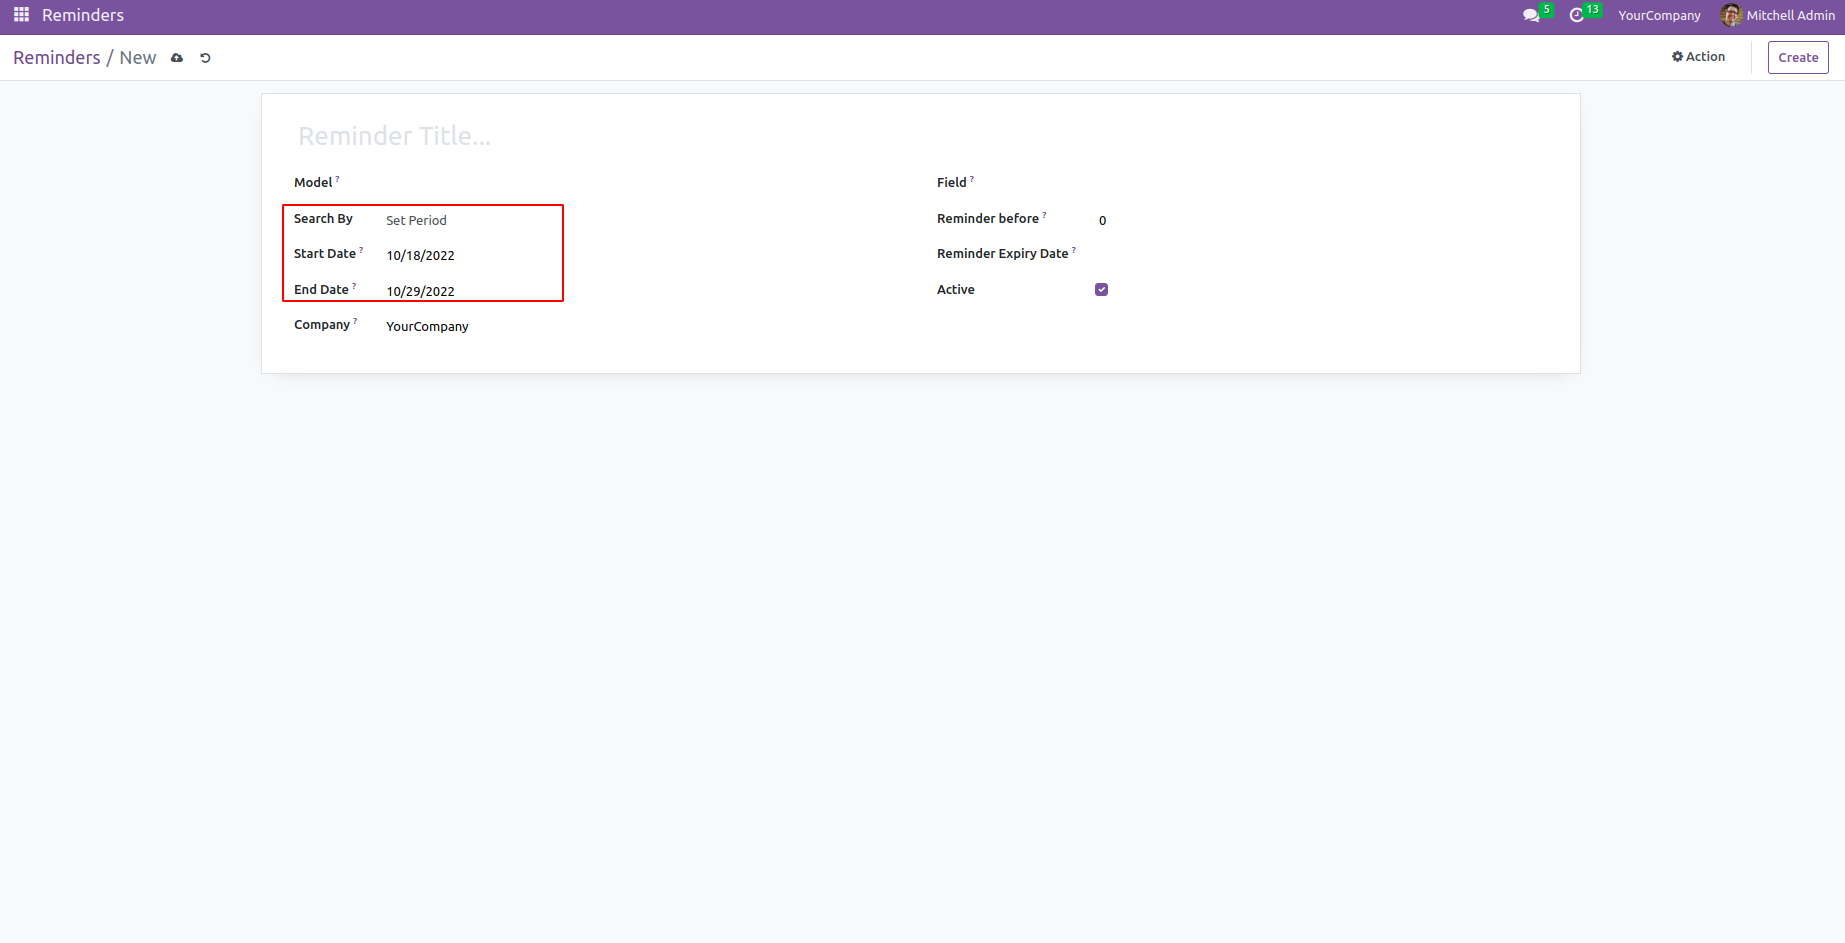 Reminders 5 13 YourCompany Mitchell Admin
Reminders / New Action Create
Reminder Title...
Model ? Field ?
Search By Set Period Reminder before ? 0
Start Date ? 10/18/2022 Reminder Expiry Date ?
End Date ? 10/29/2022 Active
Company ? YourCompany